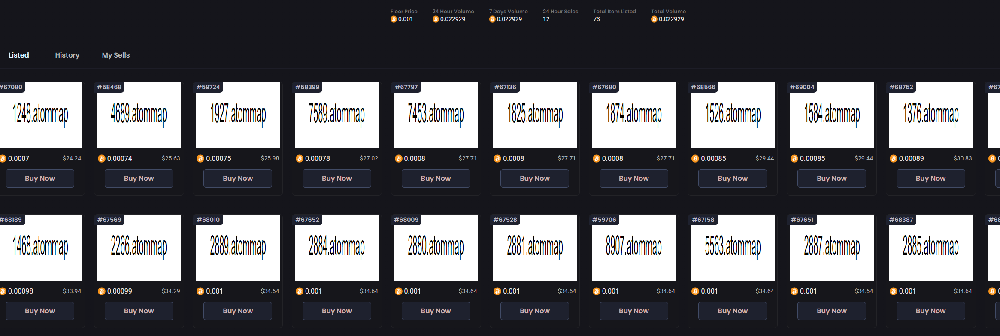 Floor Price 24 Hour Volume 7 Days Volume 24 Hour Sales Total Item Listed Total Volume
0.001 0.022929 0.022929 12 73 0.022929
Listed History My Sells
#67080 #58468 #59724 #58399 #67797 #67136 #67680 #68566 #69004 #68752
1248.atommap 4689.atommap 1927.atommap 7589.atommap 7453.atommap 1825.atommap 1874.atommap 1526.atommap 1584.atommap 1376.atommap
0.0007 $24.24 0.00074 $25.63 0.00075 $25.98 0.00078 $27.02 0.0008 $27.71 0.0008 $27.71 0.0008 $27.71 0.00085 $29.44 0.00085 $29.44 0.00089 $30.83
Buy Now Buy Now Buy Now Buy Now Buy Now Buy Now Buy Now Buy Now Buy Now Buy Now
#68189 #67569 #68010 #67652 #68009 #67528 #59706 #67158 #67651 #68387
1468.atommap 2266.atommap 2889.atommap 2884.atommap 2880.atommap 2881.atommap 8907.atommap 5563.atommap 2887.atommap 2885.atommap
0.00098 $33.94 0.00099 $34.29 0.001 $34.64 0.001 $34.64 0.001 $34.64 0.001 $34.64 0.001 $34.64 0.001 $34.64 0.001 $34.64 0.001 $34.64
Buy Now Buy Now Buy Now Buy Now Buy Now Buy Now Buy Now Buy Now Buy Now Buy Now